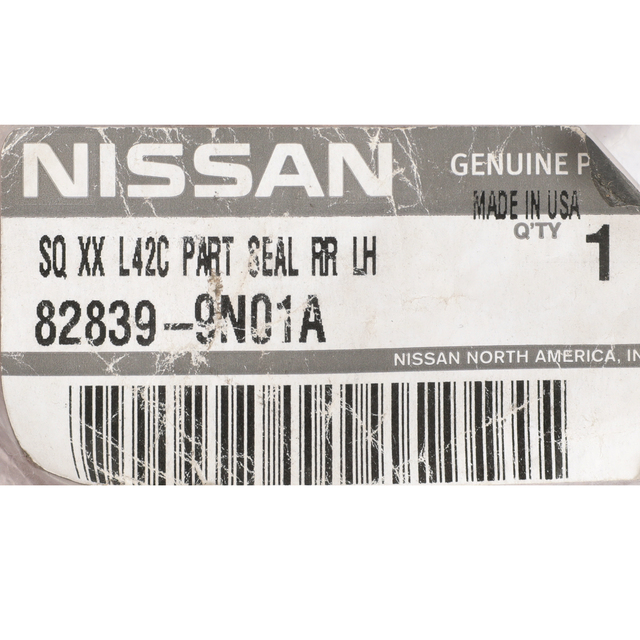 NISSAN GENUINE P
MADE IN USA
Q'TY 1
SQ XX L42C PART SEAL RR LH
82839-9N01A
NISSAN NORTH AMERICA, IN